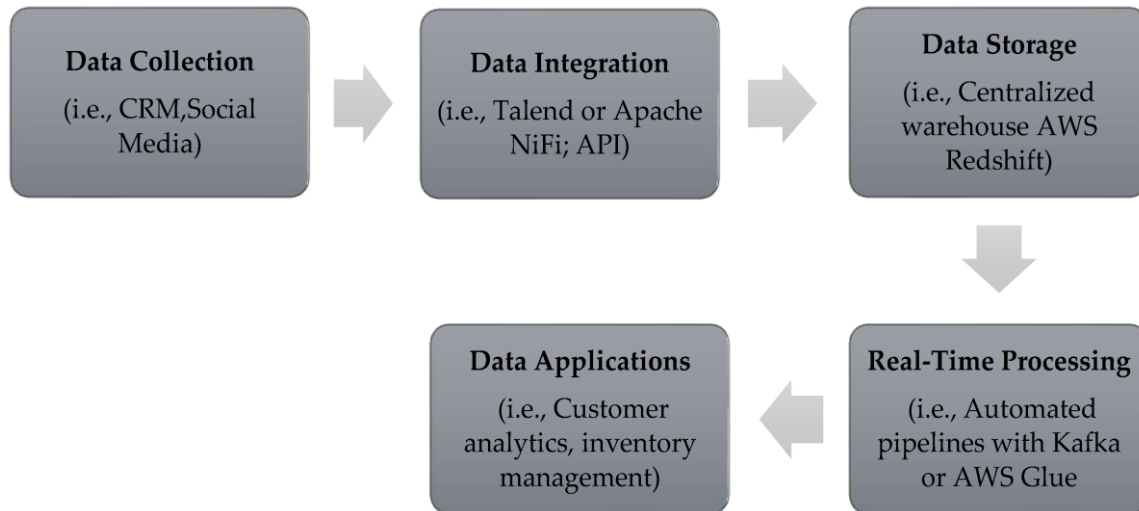 Data Collection
(i.e., CRM,Social
Media)
Data Integration
(i.e., Talend or Apache
NiFi; API)
Data Storage
(i.e., Centralized
warehouse AWS
Redshift)
Real-Time Processing
(i.e., Automated
pipelines with Kafka
or AWS Glue
Data Applications
(i.e., Customer
analytics, inventory
management)